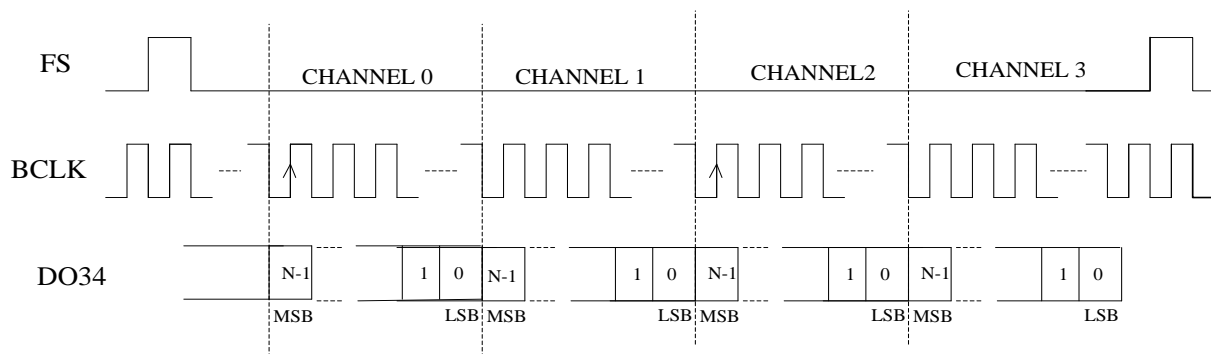 FS
CHANNEL 0 CHANNEL 1 CHANNEL2 CHANNEL 3
BCLK
DO34
N-1 1 0 N-1 1 0 N-1 1 0 N-1 1 0
MSB LSB MSB LSB MSB LSB MSB LSB